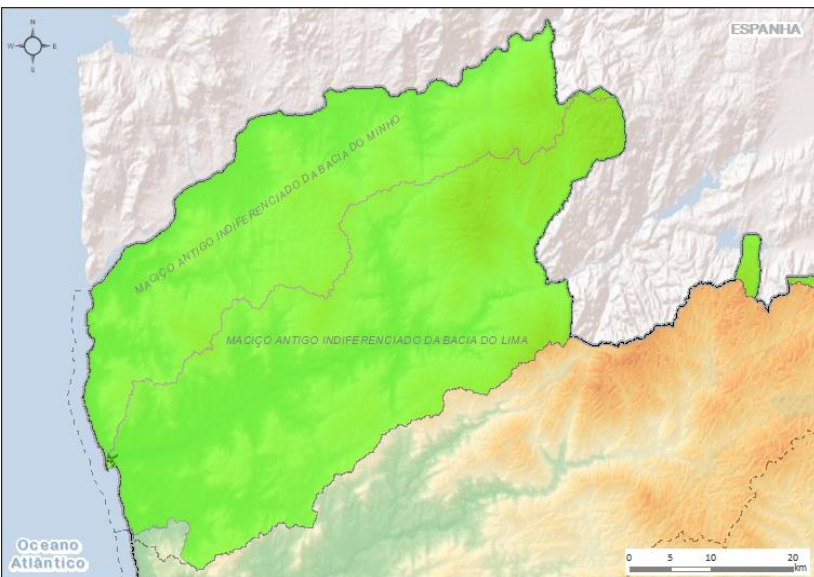 N
W E
S
ESPANHA
MACIÇO ANTIGO INDIFERENCIADO DA BACIA DO MINHO
MACIÇO ANTIGO INDIFERENCIADO DA BACIA DO LIMA
Oceano
Atlântico
0 5 10 20
km